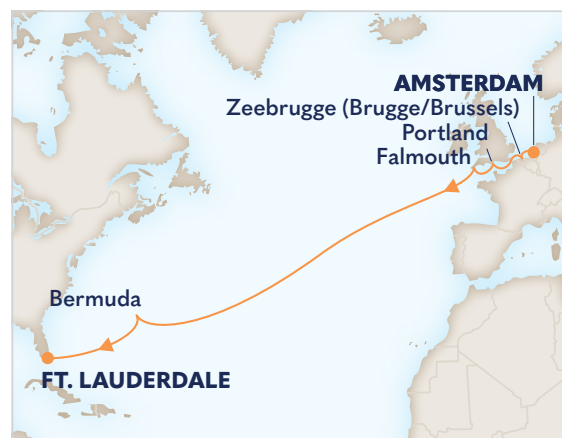 AMSTERDAM
Zeebrugge (Brugge/Brussels)
Portland
Falmouth
Bermuda
FT. LAUDERDALE